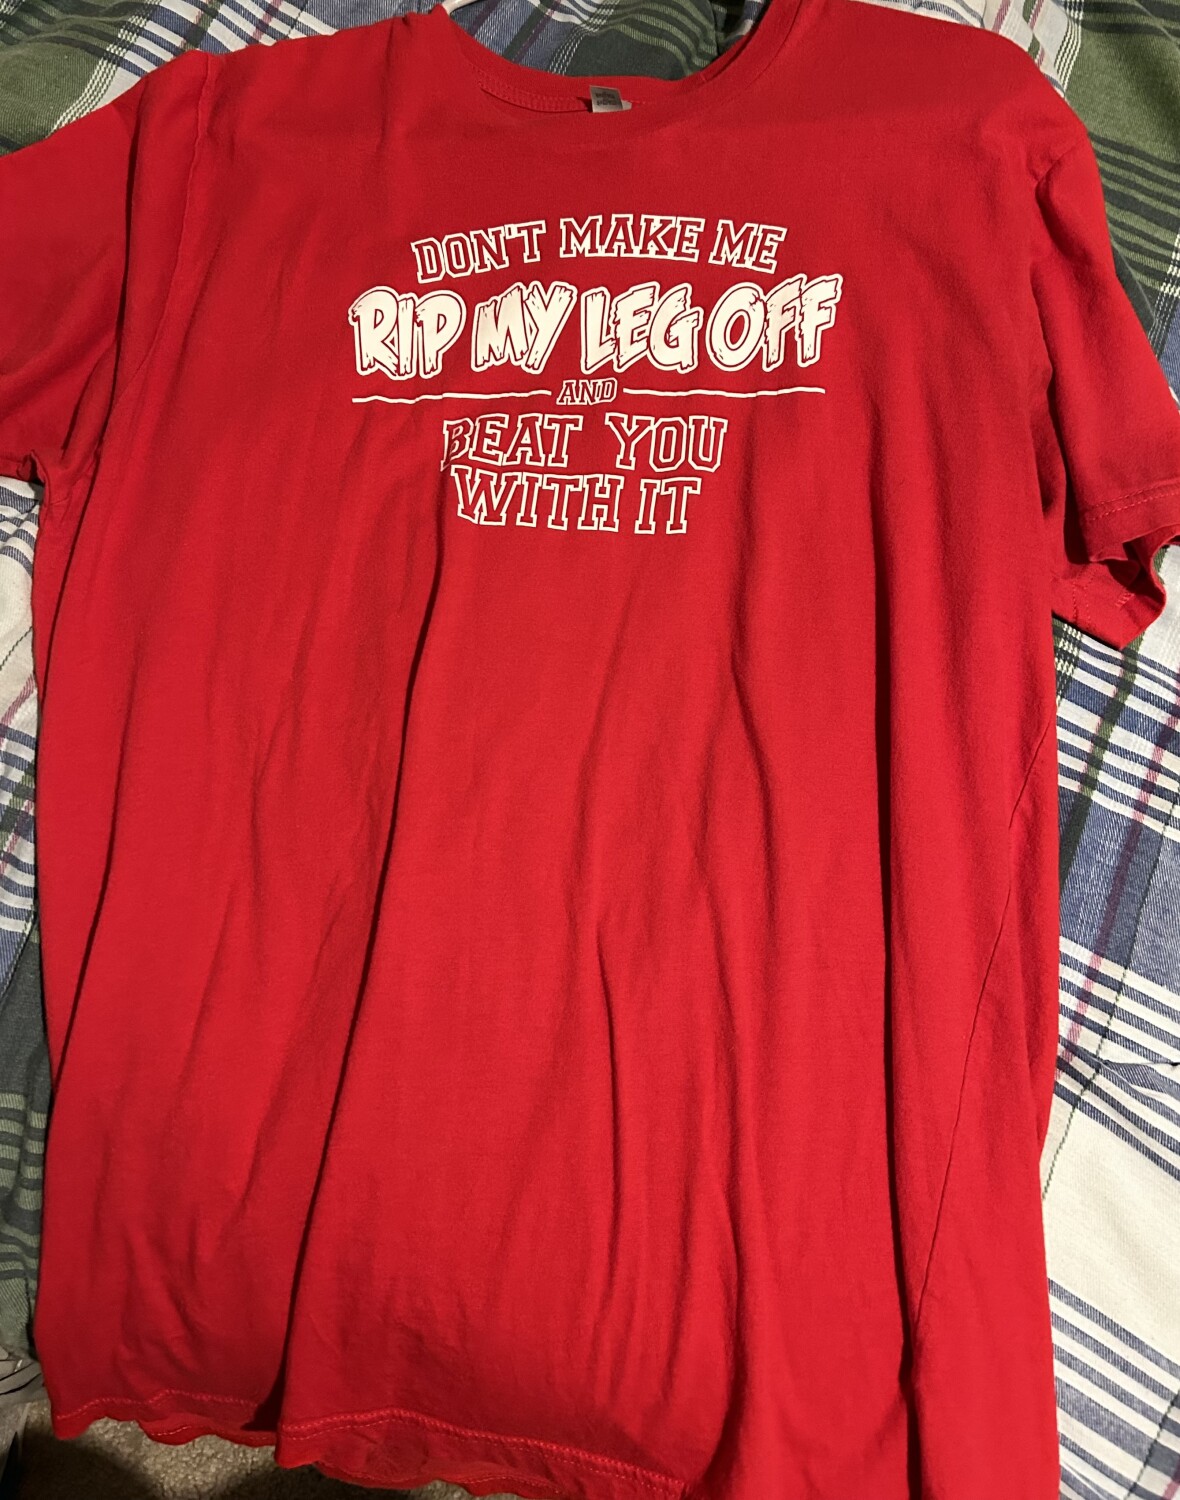 DON'T MAKE ME
RIP MY LEG OFF
AND
BEAT YOU
WITH IT